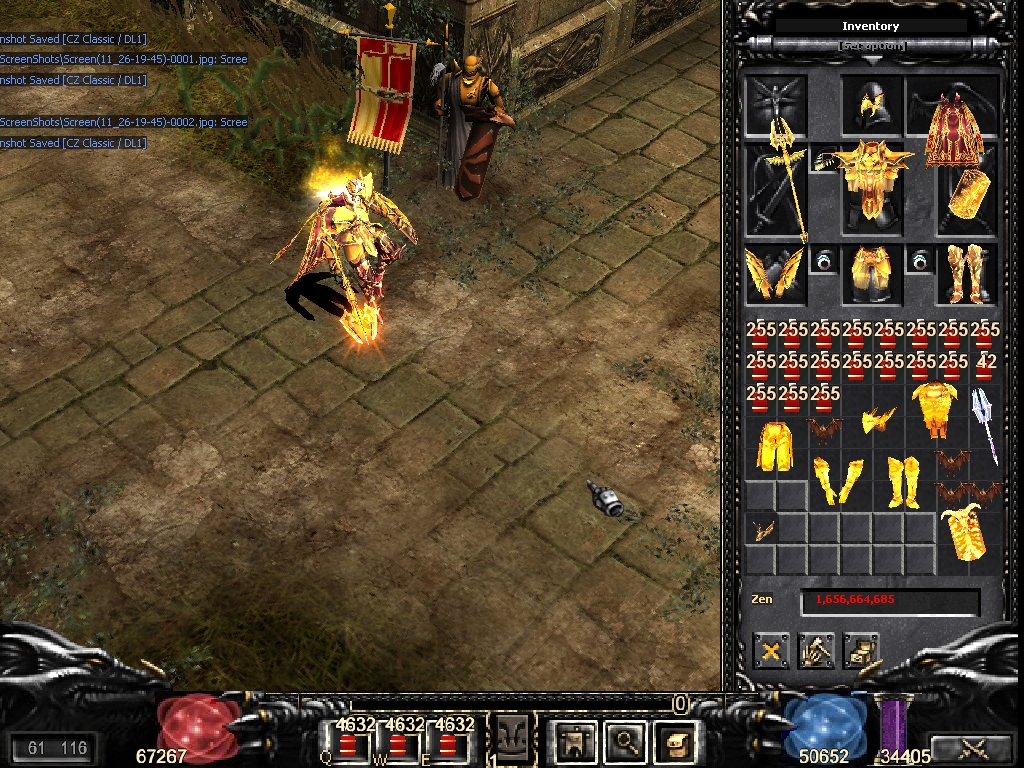 Inventory
nshot Saved [CZ Classic / DL1]
[Set option]
ScreenShots\Screen(11_26-19-45)-0001.jpg: Scree
nshot Saved [CZ Classic / DL1]
ScreenShots\Screen(11_26-19-45)-0002.jpg: Scree
nshot Saved [CZ Classic / DL1]
255 255 255 255 255 255 255 255
255 255 255 255 255 255 255 42
255 255 255
Zen 1,656,664,685
0
4632 4632 4632
61 116
67267
Q W E
1
50652
34405